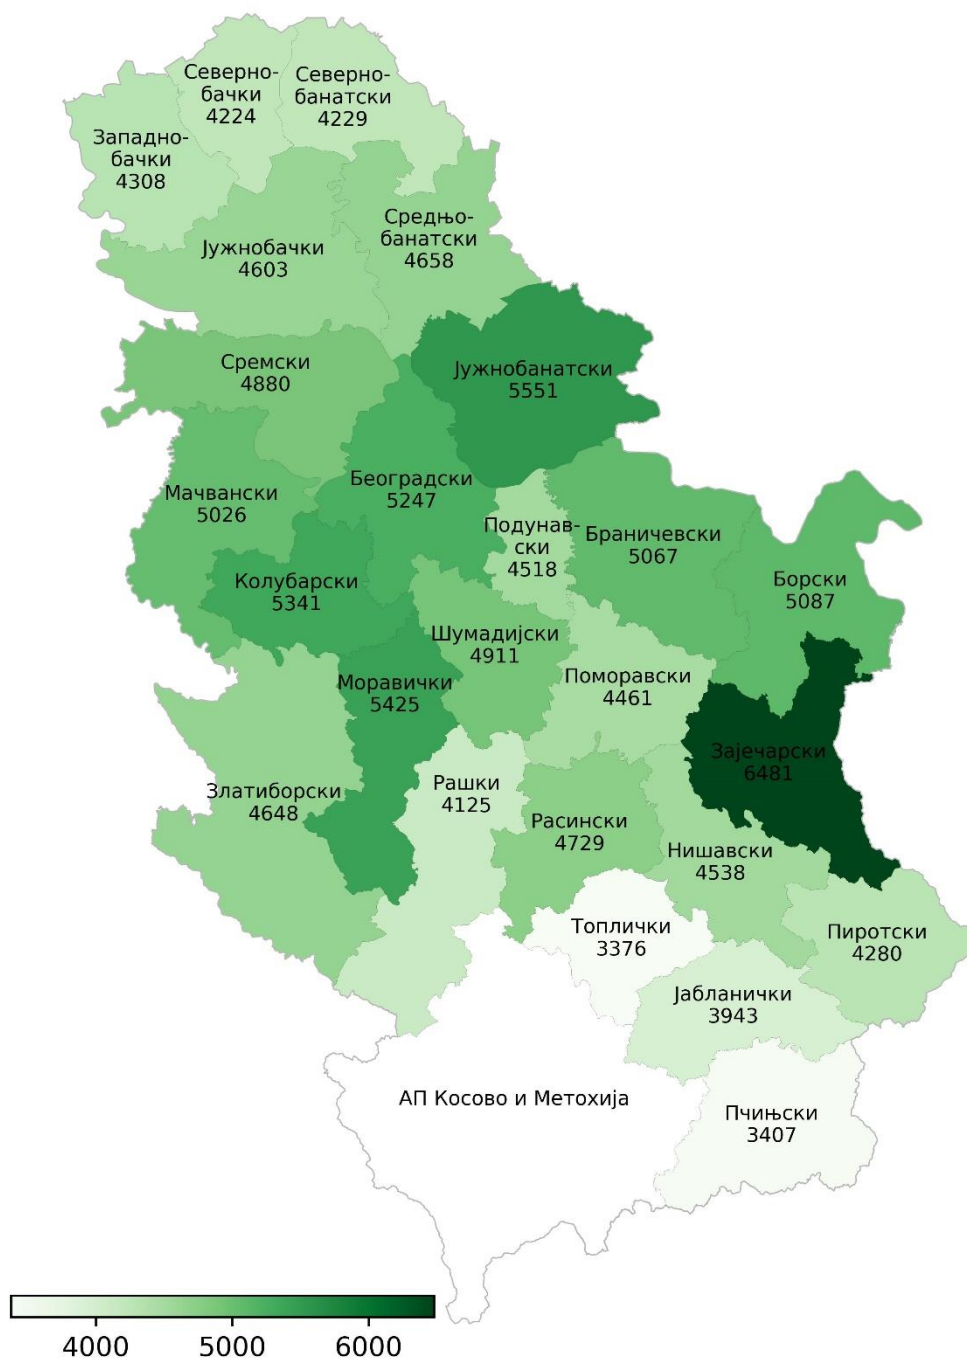 Северно-
бачки
4224
Северно-
банатски
4229
Западно-
бачки
4308
Јужнобачки
4603
Средњо-
банатски
4658
Сремски
4880
Јужнобанатски
5551
Мачвански
5026
Београдски
5247
Подунав-
ски
4518
Браничевски
5067
Борски
5087
Колубарски
5341
Шумадијски
4911
Моравички
5425
Поморавски
4461
Зајечарски
6481
Златиборски
4648
Рашки
4125
Расински
4729
Нишавски
4538
Топлички
3376
Пиротски
4280
Јабланички
3943
АП Косово и Метохија
Пчињски
3407
4000 5000 6000